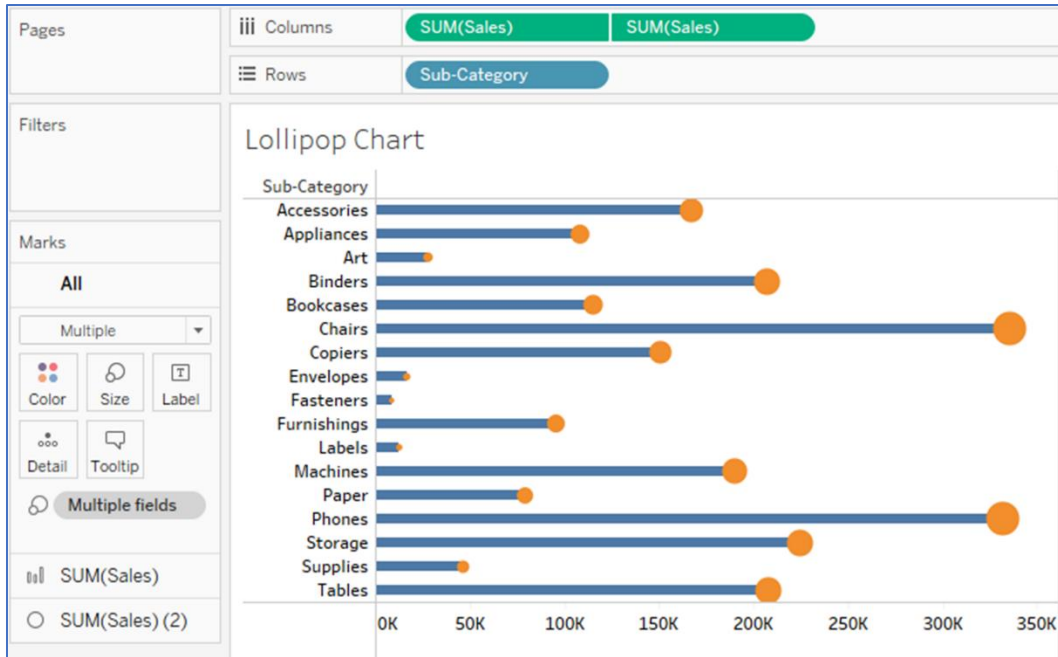 Pages
Columns
SUM(Sales)
SUM(Sales)
Rows
Sub-Category
Filters
Marks
All
Multiple
Color
Size
T
Label
Detail
Tooltip
Multiple fields
SUM(Sales)
SUM(Sales) (2)
Lollipop Chart
Sub-Category
Accessories
Appliances
Art
Binders
Bookcases
Chairs
Copiers
Envelopes
Fasteners
Furnishings
Labels
Machines
Paper
Phones
Storage
Supplies
Tables
0K 50K 100K 150K 200K 250K 300K 350K